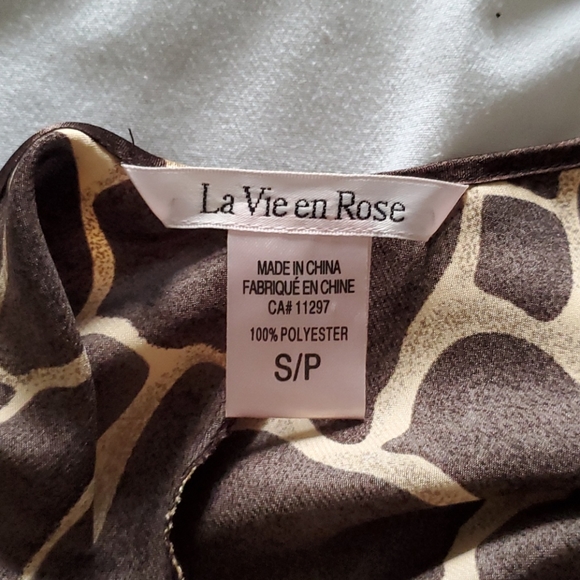 La Vie en Rose
MADE IN CHINA
FABRIQUÉ EN CHINE
CA# 11297
100% POLYESTER
S/P